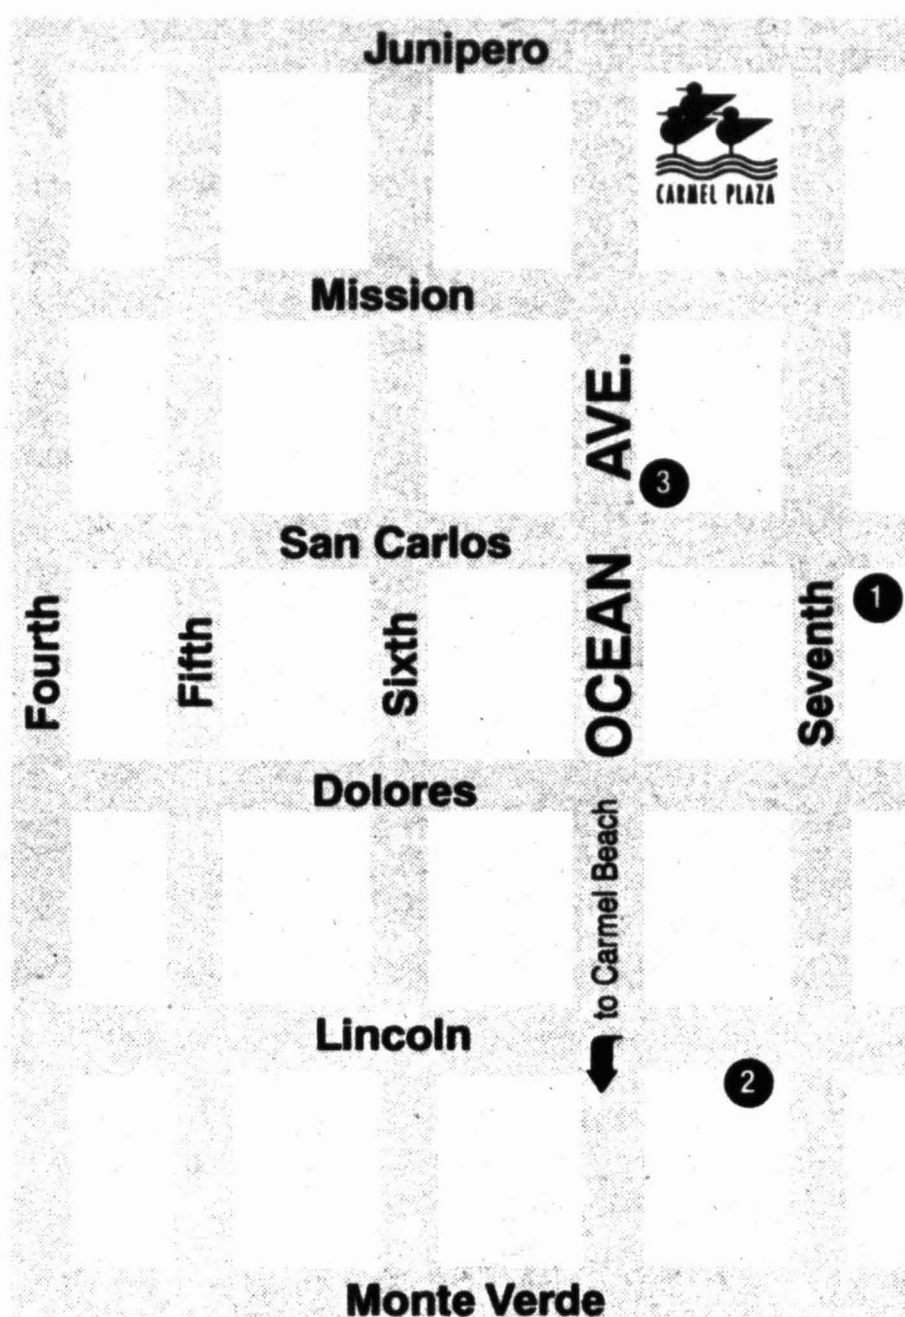 Junipero
CARMEL PLAZA
Mission
OCEAN AVE.
3
San Carlos
1
Fourth
Fifth
Sixth
Seventh
Dolores
to Carmel Beach
Lincoln
2
Monte Verde